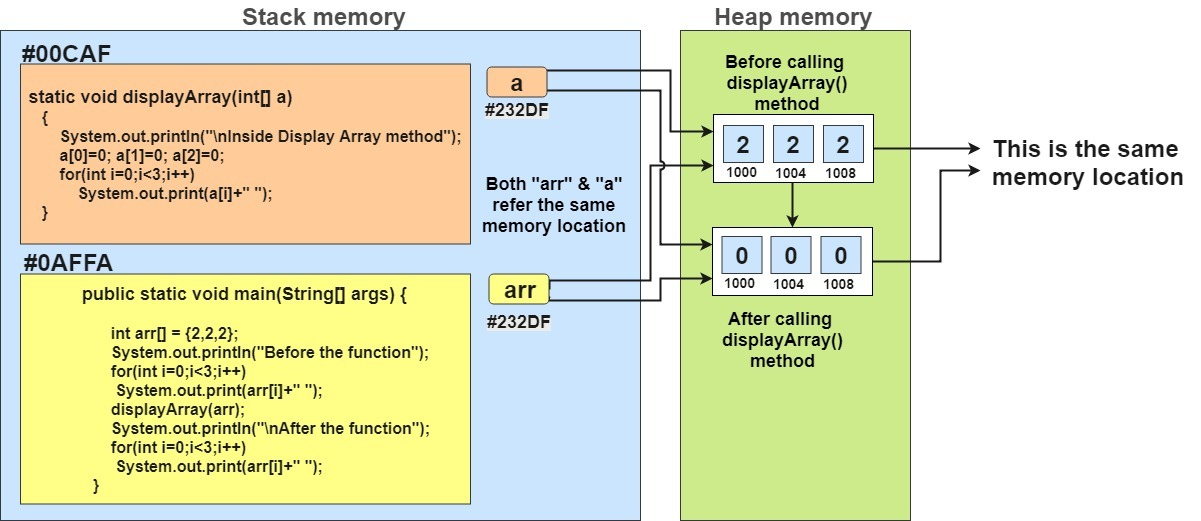 Stack memory
Heap memory
#00CAF
static void displayArray(int[] a)
{
System.out.println("\nInside Display Array method");
a[0]=0; a[1]=0; a[2]=0;
for(int i=0;i<3;i++)
System.out.print(a[i]+" ");
}
a
#232DF
Both "arr" & "a"
refer the same
memory location
#0AFFA
public static void main(String[] args) {
int arr[] = {2,2,2};
System.out.println("Before the function");
for(int i=0;i<3;i++)
System.out.print(arr[i]+" ");
displayArray(arr);
System.out.println("\nAfter the function");
for(int i=0;i<3;i++)
System.out.print(arr[i]+" ");
}
arr
#232DF
Before calling
displayArray()
method
2 2 2
1000 1004 1008
0 0 0
1000 1004 1008
After calling
displayArray()
method
This is the same
memory location